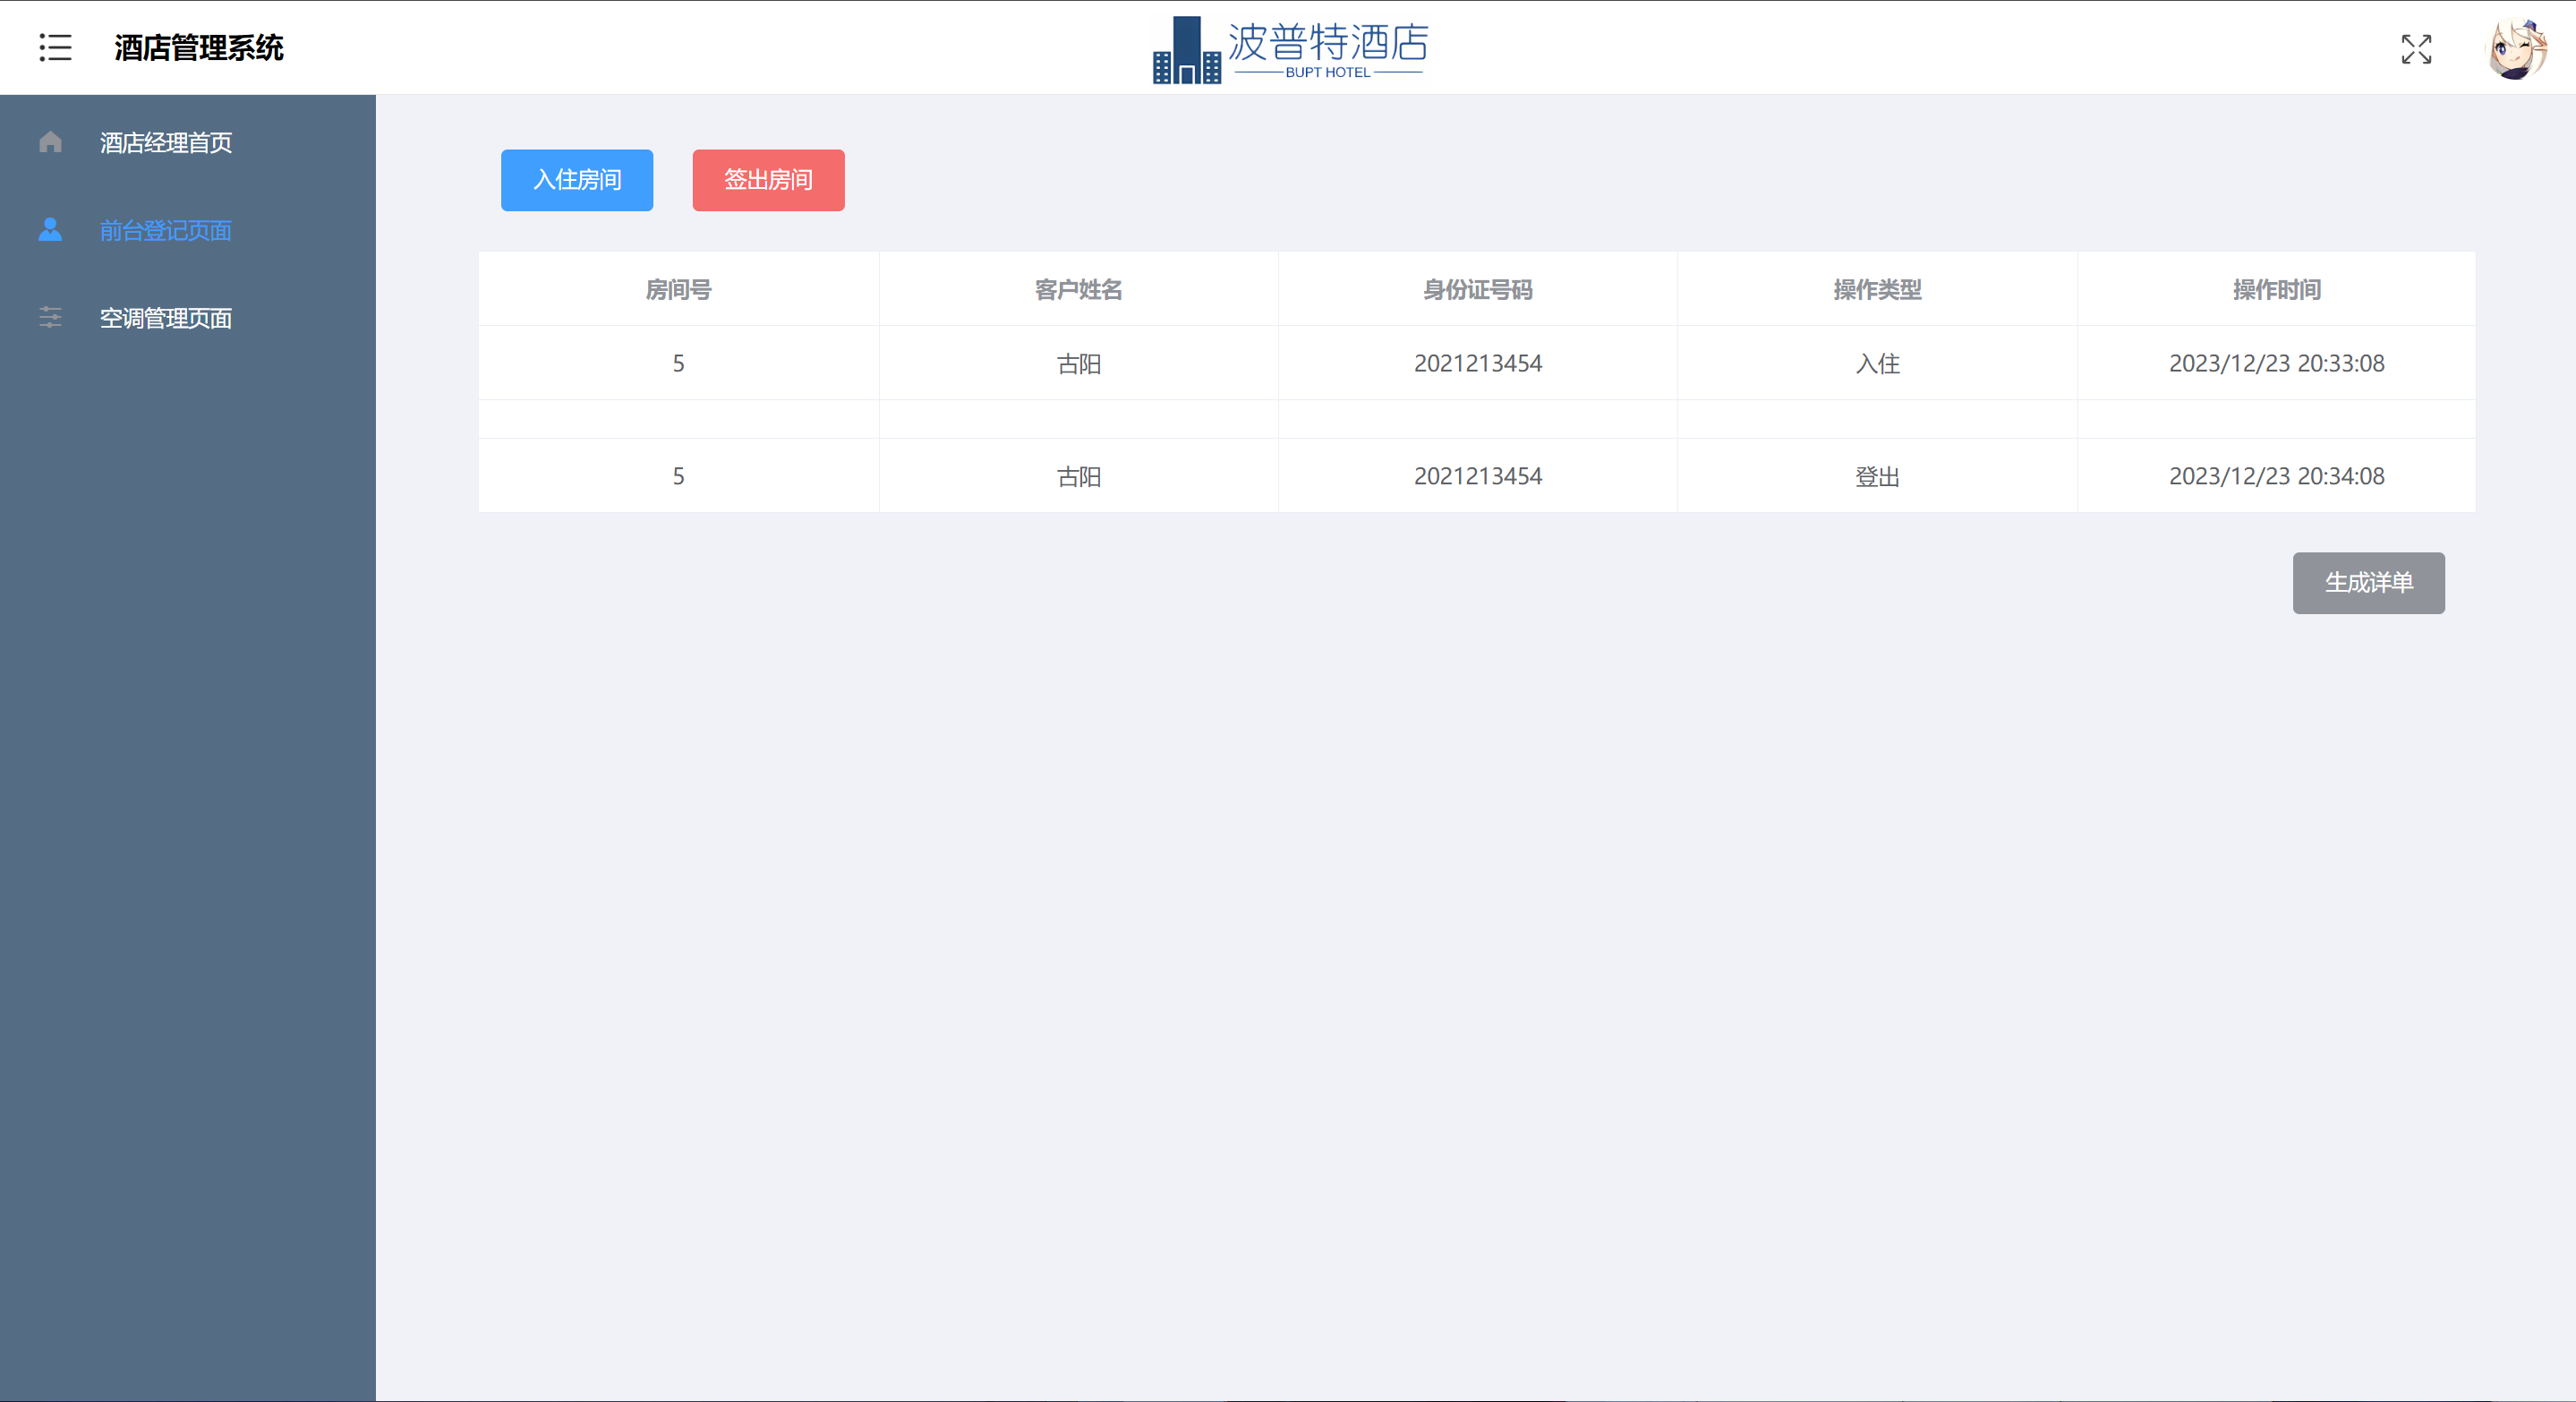 酒店管理系统
波普特酒店
BUPT HOTEL
酒店经理首页
前台登记页面
空调管理页面
入住房间 签出房间
房间号 客户姓名 身份证号码 操作类型 操作时间
5 古阳 2021213454 入住 2023/12/23 20:33:08
5 古阳 2021213454 登出 2023/12/23 20:34:08
生成详单